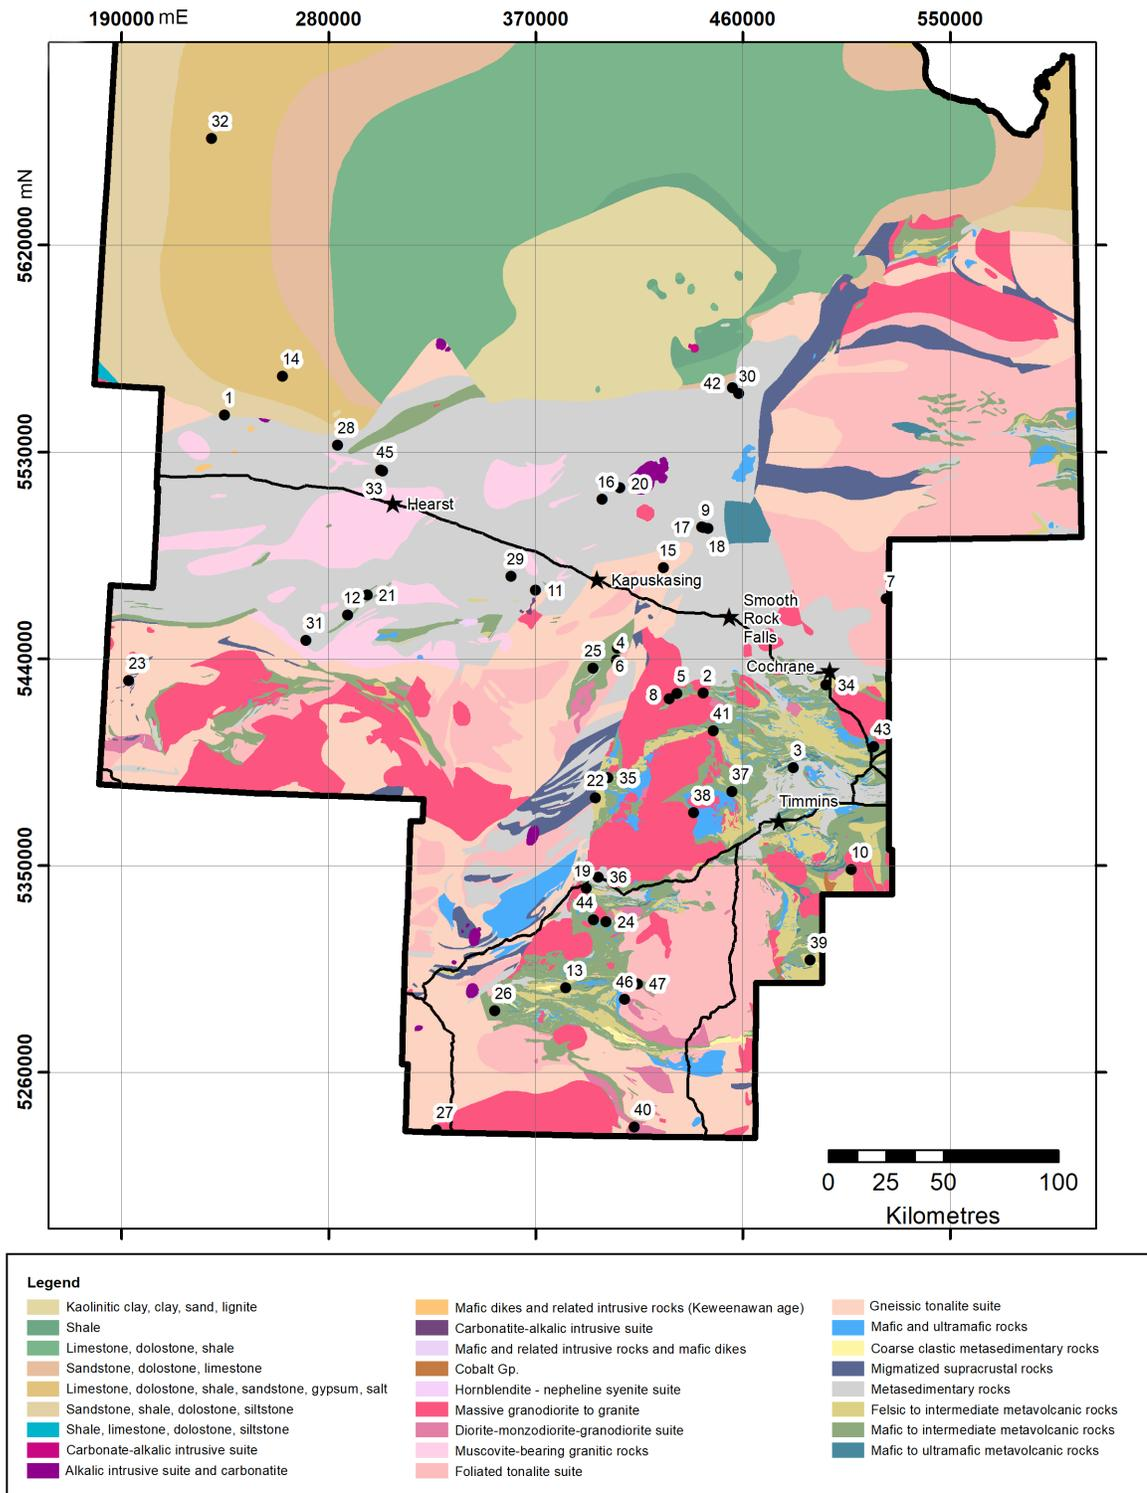 190000 mE 280000 370000 460000 550000
5620000 mN
5530000
5440000
5350000
5260000
32
14
1
28
45
33
Hearst
42 30
16 20
9
17
18
15
29
11
Kapuskasing
12 21
31
Smooth
Rock
Falls
7
23
25 4
6
Cochrane
34
5 2
8
41
43
3
22 35
37
38
Timmins
10
19 36
44
24
39
13
46 47
26
27
40
0 25 50 100
Kilometres
Legend
Kaolinitic clay, clay, sand, lignite
Shale
Limestone, dolostone, shale
Sandstone, dolostone, limestone
Limestone, dolostone, shale, sandstone, gypsum, salt
Sandstone, shale, dolostone, siltstone
Shale, limestone, dolostone, siltstone
Carbonate-alkalic intrusive suite
Alkalic intrusive suite and carbonatite
Mafic dikes and related intrusive rocks (Keweenawan age)
Carbonatite-alkalic intrusive suite
Mafic and related intrusive rocks and mafic dikes
Cobalt Gp.
Hornblendite - nepheline syenite suite
Massive granodiorite to granite
Diorite-monzodiorite-granodiorite suite
Muscovite-bearing granitic rocks
Foliated tonalite suite
Gneissic tonalite suite
Mafic and ultramafic rocks
Coarse clastic metasedimentary rocks
Migmatized supracrustal rocks
Metasedimentary rocks
Felsic to intermediate metavolcanic rocks
Mafic to intermediate metavolcanic rocks
Mafic to ultramafic metavolcanic rocks